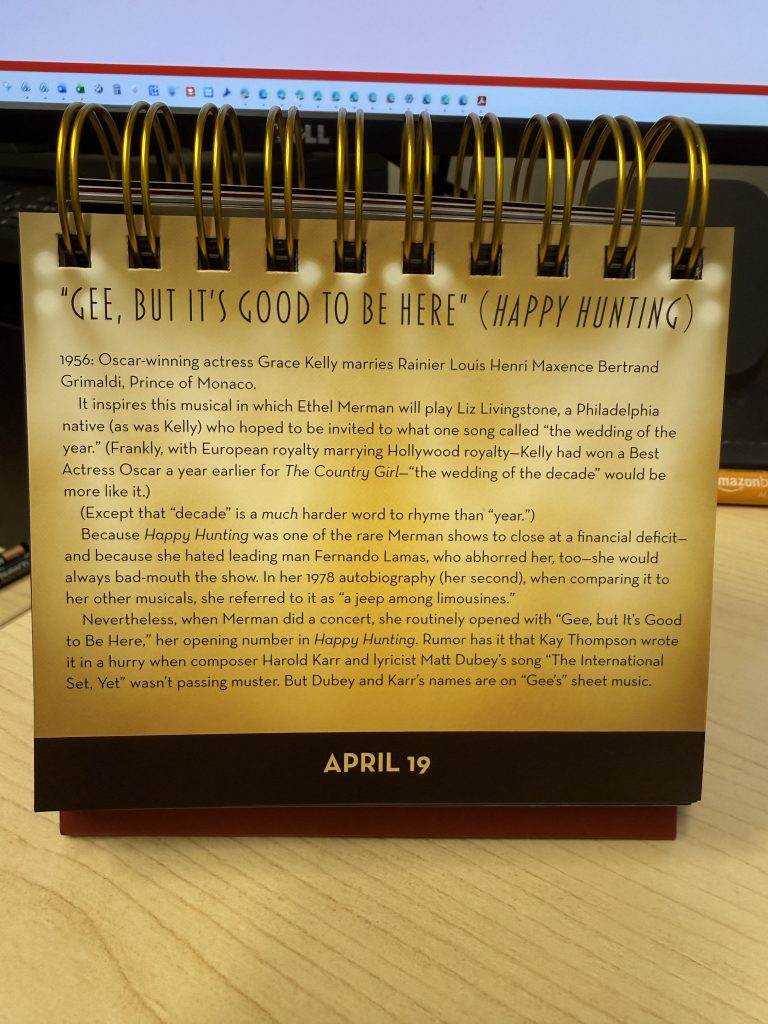 DELL
"GEE, BUT IT'S GOOD TO BE HERE" (HAPPY HUNTING)
1956: Oscar-winning actress Grace Kelly marries Rainier Louis Henri Maxence Bertrand
Grimaldi, Prince of Monaco.
It inspires this musical in which Ethel Merman will play Liz Livingstone, a Philadelphia
native (as was Kelly) who hoped to be invited to what one song called "the wedding of the
year." (Frankly, with European royalty marrying Hollywood royalty—Kelly had won a Best
Actress Oscar a year earlier for The Country Girl—"the wedding of the decade" would be
more like it.)
(Except that "decade" is a much harder word to rhyme than "year.")
Because Happy Hunting was one of the rare Merman shows to close at a financial deficit—
and because she hated leading man Fernando Lamas, who abhorred her, too—she would
always bad-mouth the show. In her 1978 autobiography (her second), when comparing it to
her other musicals, she referred to it as "a jeep among limousines."
Nevertheless, when Merman did a concert, she routinely opened with "Gee, but It's Good
to Be Here," her opening number in Happy Hunting. Rumor has it that Kay Thompson wrote
it in a hurry when composer Harold Karr and lyricist Matt Dubey's song "The International
Set, Yet" wasn't passing muster. But Dubey and Karr's names are on "Gee's" sheet music.
amazonb
APRIL 19